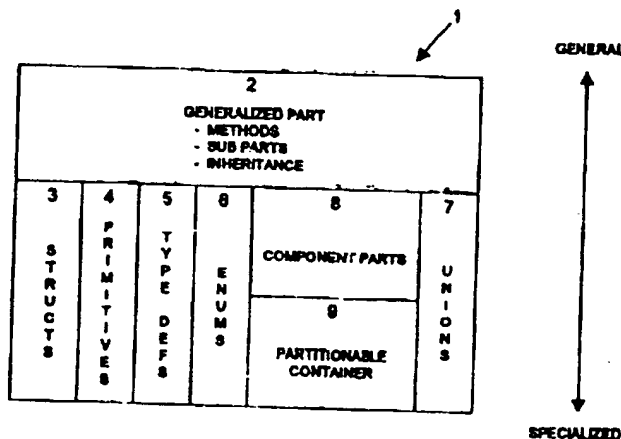 1
GENERAL
2
GENERALIZED PART
- METHODS
- SUB PARTS
- INHERITANCE
3
STRUCTS
4
PRIMITIVES
5
TYPE DEFS
6
ENUMS
8
COMPONENT PARTS
9
PARTITIONABLE
CONTAINER
7
UNIONS
SPECIALIZED